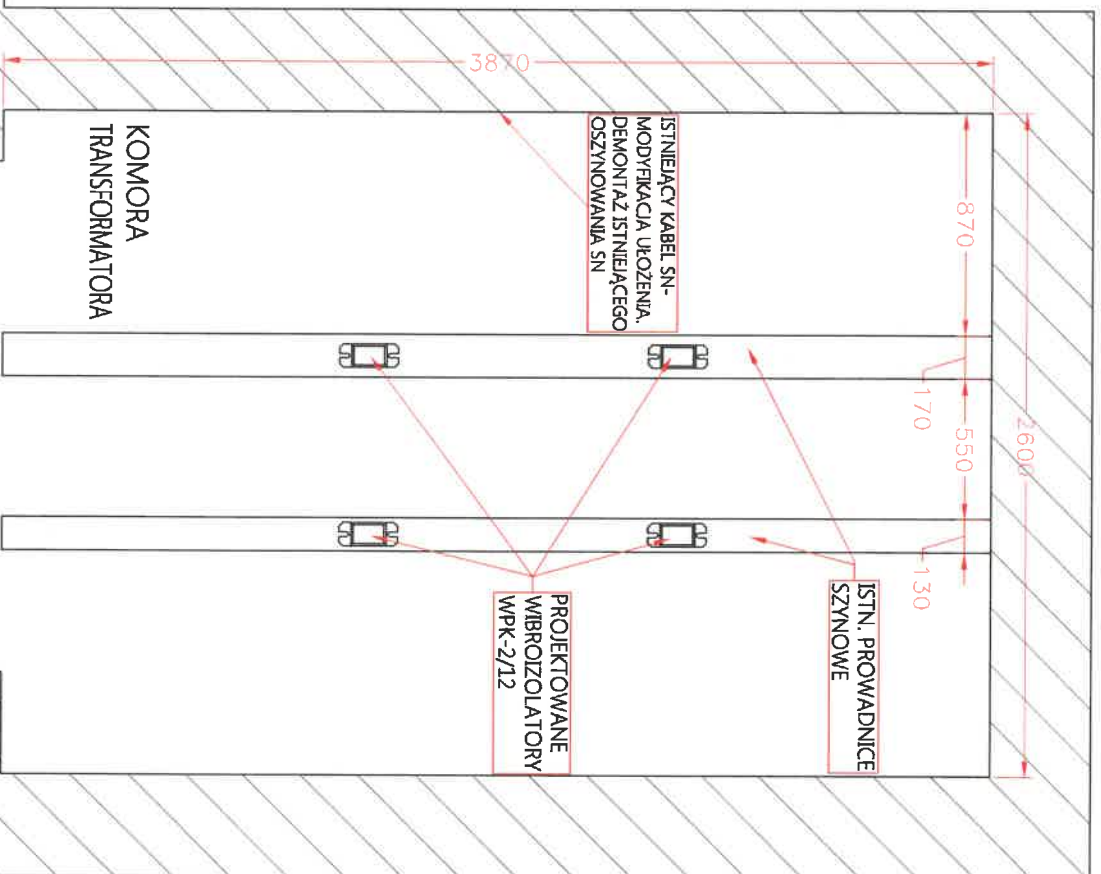 3870
2600
870
170
550
130
ISTNIEJĄCY KABEL SN-
MODYFIKACJA UŁOŻENIA.
DEMONTAŻ ISTNIEJĄCEGO
OSZYNOWANIA SN
KOMORA
TRANSFORMATORA
ISTN. PROWADNICE
SZYNOWE
PROJEKTOWANE
WIBROIZOLATORY
WPK-2/12